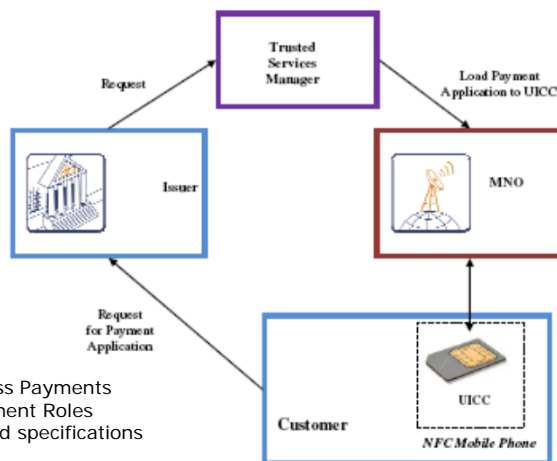 Trusted
Services
Manager
Request
Load Payment
Application to UICC
Issuer
MNO
Request
for Payment
Application
UICC
Customer
NFC Mobile Phone
ss Payments
ment Roles
d specifications